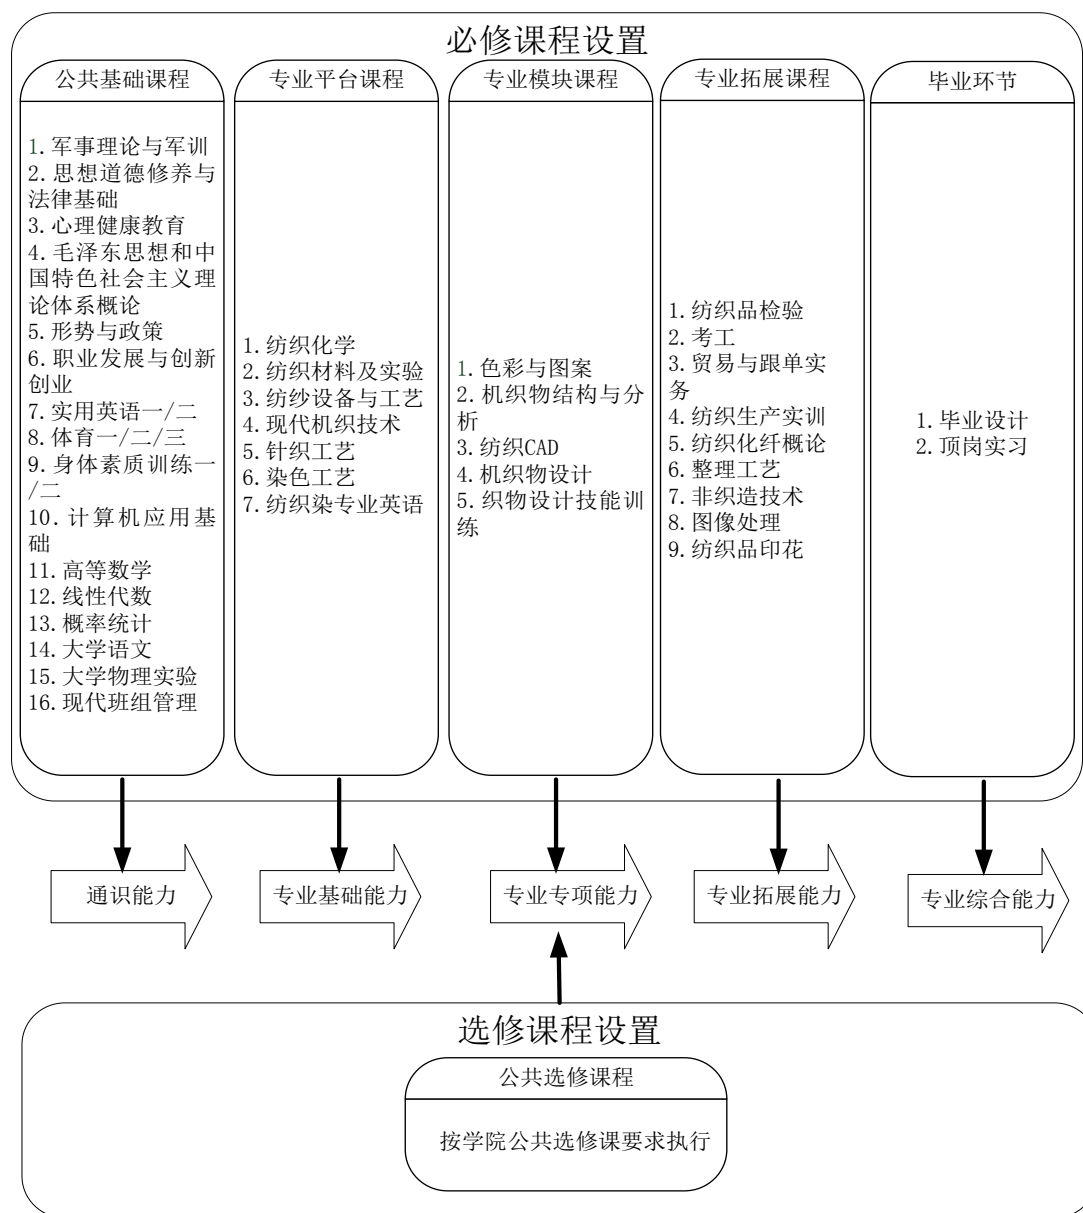 必修课程设置
公共基础课程
1.军事理论与军训
2.思想道德修养与
法律基础
3.心理健康教育
4.毛泽东思想和中
国特色社会主义理
论体系概论
5.形势与政策
6.职业发展与创新
创业
7.实用英语一/二
8.体育一/二/三
9.身体素质训练一
/二
10.计算机应用基
础
11.高等数学
12.线性代数
13.概率统计
14.大学语文
15.大学物理实验
16.现代班组管理
专业平台课程
1.纺织化学
2.纺织材料及实验
3.纺纱设备与工艺
4.现代机织技术
5.针织工艺
6.染色工艺
7.纺织染专业英语
专业模块课程
1.色彩与图案
2.机织物结构与分
析
3.纺织CAD
4.机织物设计
5.织物设计技能训
练
专业拓展课程
1.纺织品检验
2.考工
3.贸易与跟单实
务
4.纺织生产实训
5.纺织化纤概论
6.整理工艺
7.非织造技术
8.图像处理
9.纺织品印花
毕业环节
1.毕业设计
2.顶岗实习
通识能力
专业基础能力
专业专项能力
专业拓展能力
专业综合能力
选修课程设置
公共选修课程
按学院公共选修课要求执行